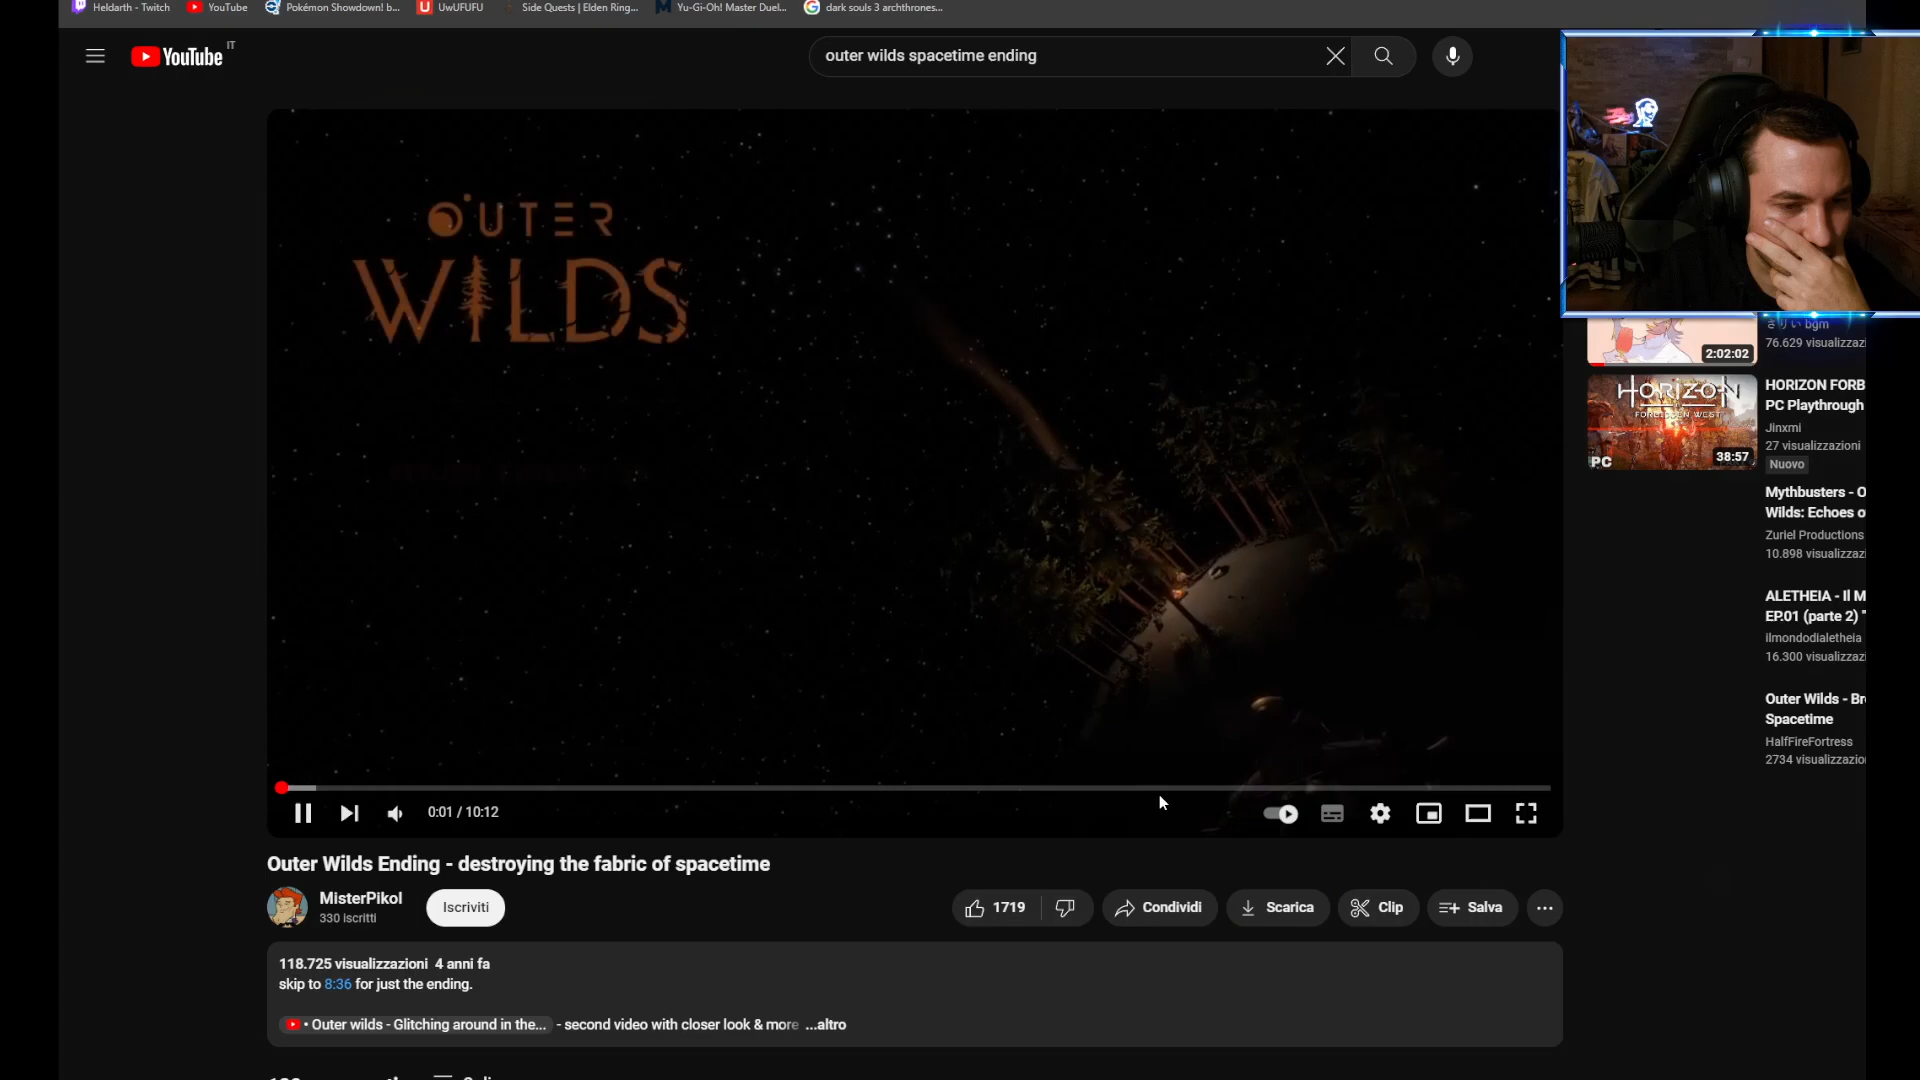 Heldarth - Twitch
YouTube
Pokémon Showdown! b...
UwUFUFU
Side Quests | Elden Ring...
Yu-Gi-Oh! Master Duel...
dark souls 3 archthrones...
YouTube IT
outer wilds spacetime ending
OUTER
WILDS
0:01 / 10:12
Outer Wilds Ending - destroying the fabric of spacetime
MisterPikol
330 iscritti
Iscriviti
1719
Condividi
Scarica
Clip
Salva
118.725 visualizzazioni 4 anni fa
skip to 8:36 for just the ending.
• Outer wilds - Glitching around in the... - second video with closer look & more ...altro
bgm
76.629 visualizzazi
2:02:02
HORIZON
FORBIDDEN WEST
PC
38:57
HORIZON FORB
PC Playthrough
Jinxmi
27 visualizzazioni
Nuovo
Mythbusters - O
Wilds: Echoes o
Zuriel Productions
10.898 visualizzazi
ALETHEIA - Il M
EP.01 (parte 2) "
ilmondodialetheia
16.300 visualizzazi
Outer Wilds - Br
Spacetime
HalfFireFortress
2734 visualizzazio